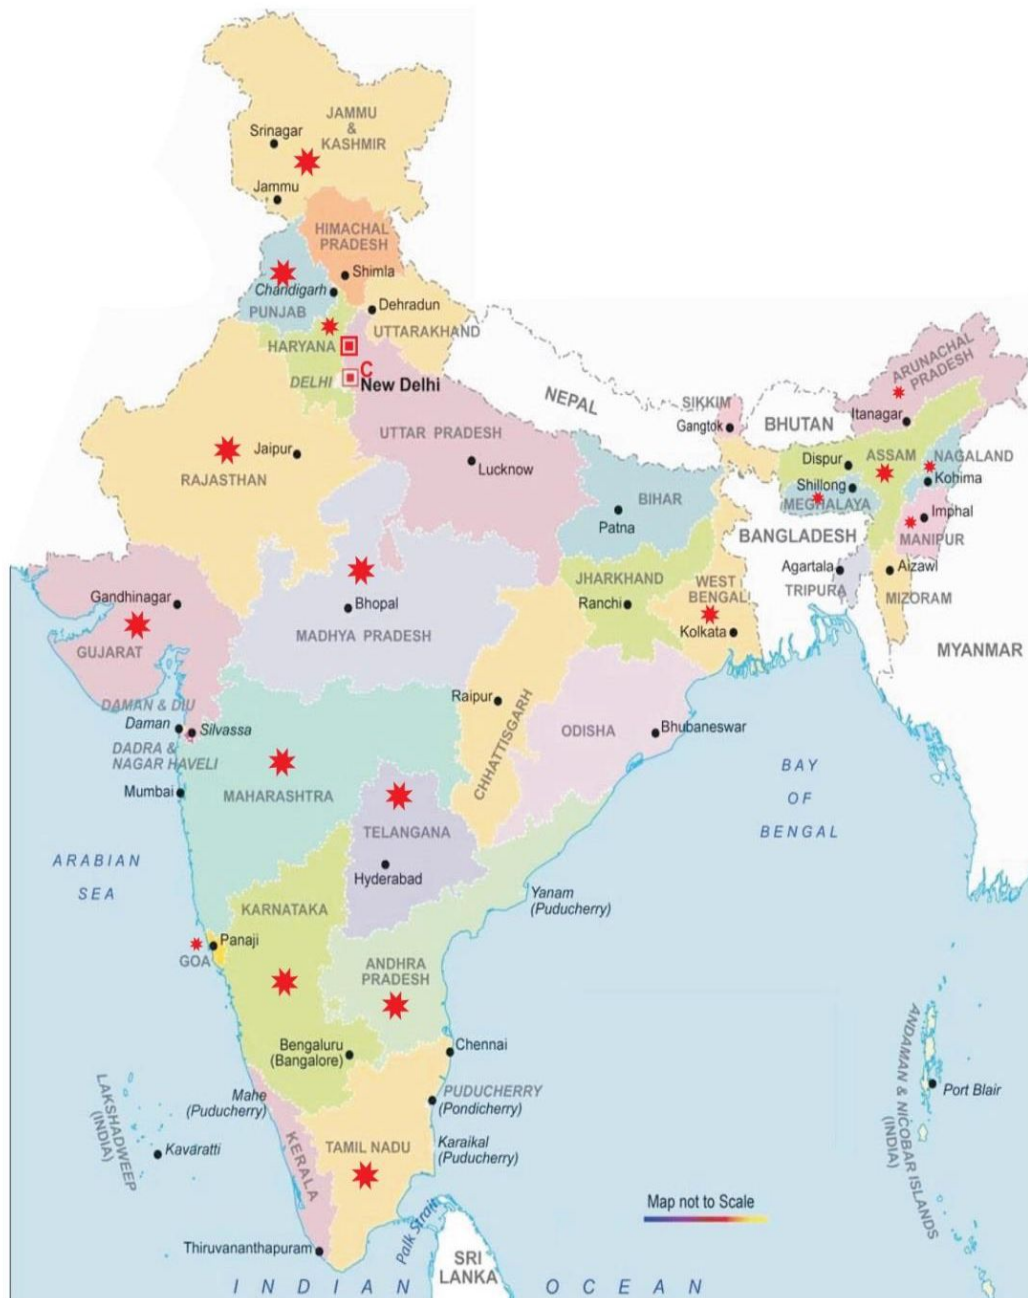 JAMMU
&
KASHMIR
Srinagar
Jammu
HIMACHAL
PRADESH
Shimla
Chandigarh
PUNJAB
Dehradun
UTTARAKHAND
HARYANA
C
DELHI
New Delhi
ARUNACHAL
PRADESH
NEPAL
SIKKIM
Gangtok
BHUTAN
Itanagar
UTTAR PRADESH
Jaipur
RAJASTHAN
Lucknow
Dispur
ASSAM
NAGALAND
Shillong
Kohima
MEGHALAYA
BIHAR
Patna
Imphal
MANIPUR
BANGLADESH
Agartala
TRIPURA
Aizawl
MIZORAM
JHARKHAND
Ranchi
WEST
BENGAL
Kolkata
Gandhinagar
GUJARAT
Bhopal
MADHYA PRADESH
MYANMAR
DAMAN & DIU
Daman
Silvassa
DADRA &
NAGAR HAVELI
Raipur
CHHATTISGARH
ODISHA
Bhubaneswar
Mumbai
MAHARASHTRA
TELANGANA
Hyderabad
BAY
OF
BENGAL
ARABIAN
SEA
Yanam
(Puducherry)
KARNATAKA
Panaji
GOA
ANDHRA
PRADESH
Bengaluru
(Bangalore)
Chennai
Mahe
(Puducherry)
PUDUCHERRY
(Pondicherry)
Karaikal
(Puducherry)
LAKSHADWEEP
(INDIA)
Kavaratti
KERALA
TAMIL NADU
ANDAMAN & NICOBAR ISLANDS
(INDIA)
Port Blair
Thiruvananthapuram
Palk Strait
SRI
LANKA
Map not to Scale
INDIAN OCEAN